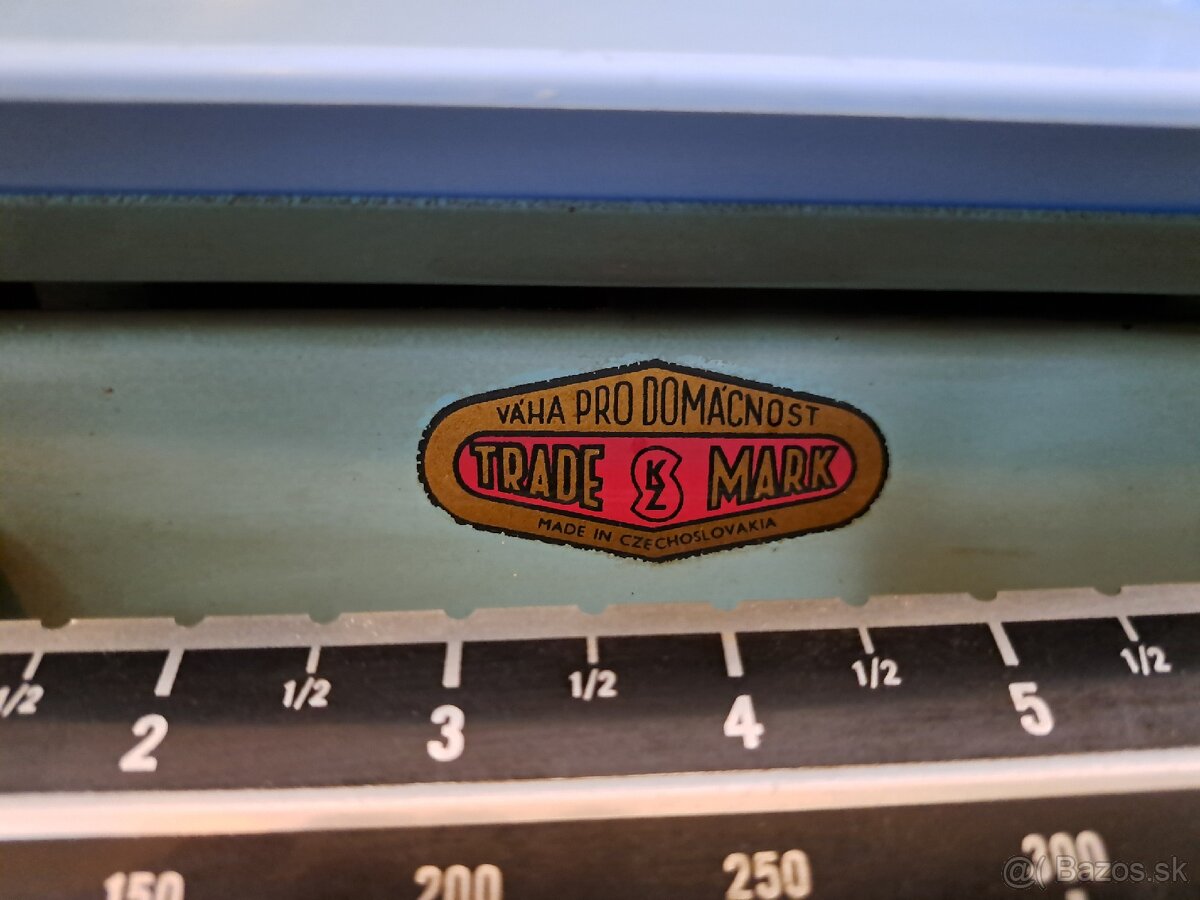 VÁHA PRO DOMÁCNOST
TRADE KSZ MARK
MADE IN CZECHOSLOVAKIA
1/2 2 1/2 3 1/2 4 1/2 5 1/2
150 200 250 300
@( Bazos.sk